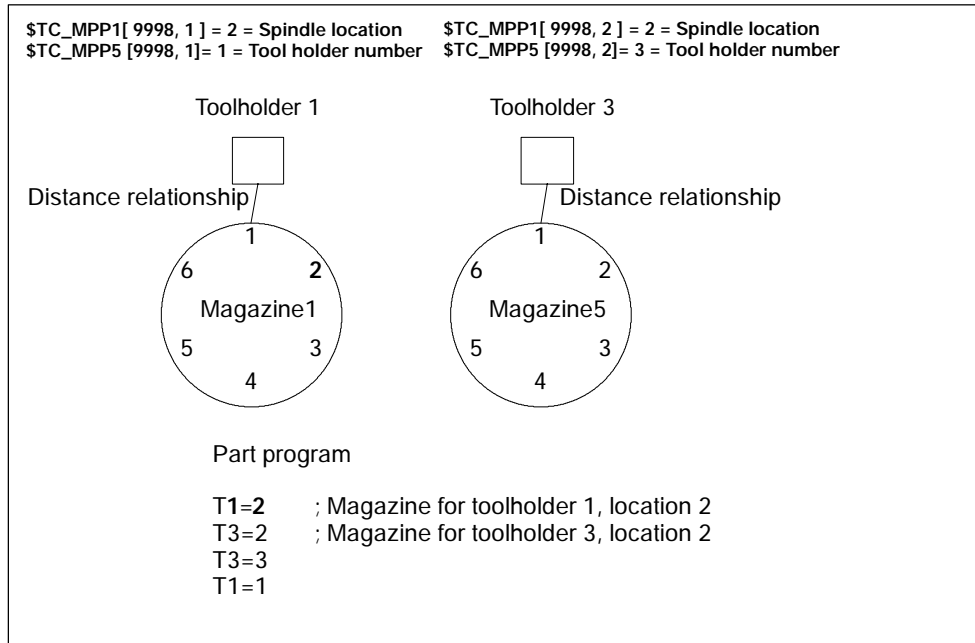 $TC_MPP1[ 9998, 1 ] = 2 = Spindle location
$TC_MPP5 [9998, 1]= 1 = Tool holder number
$TC_MPP1[ 9998, 2 ] = 2 = Spindle location
$TC_MPP5 [9998, 2]= 3 = Tool holder number
Toolholder 1
Toolholder 3
Distance relationship
Distance relationship
1
6
2
Magazine1
5
3
4
1
6
2
Magazine5
5
3
4
Part program
T1=2 ; Magazine for toolholder 1, location 2
T3=2 ; Magazine for toolholder 3, location 2
T3=3
T1=1